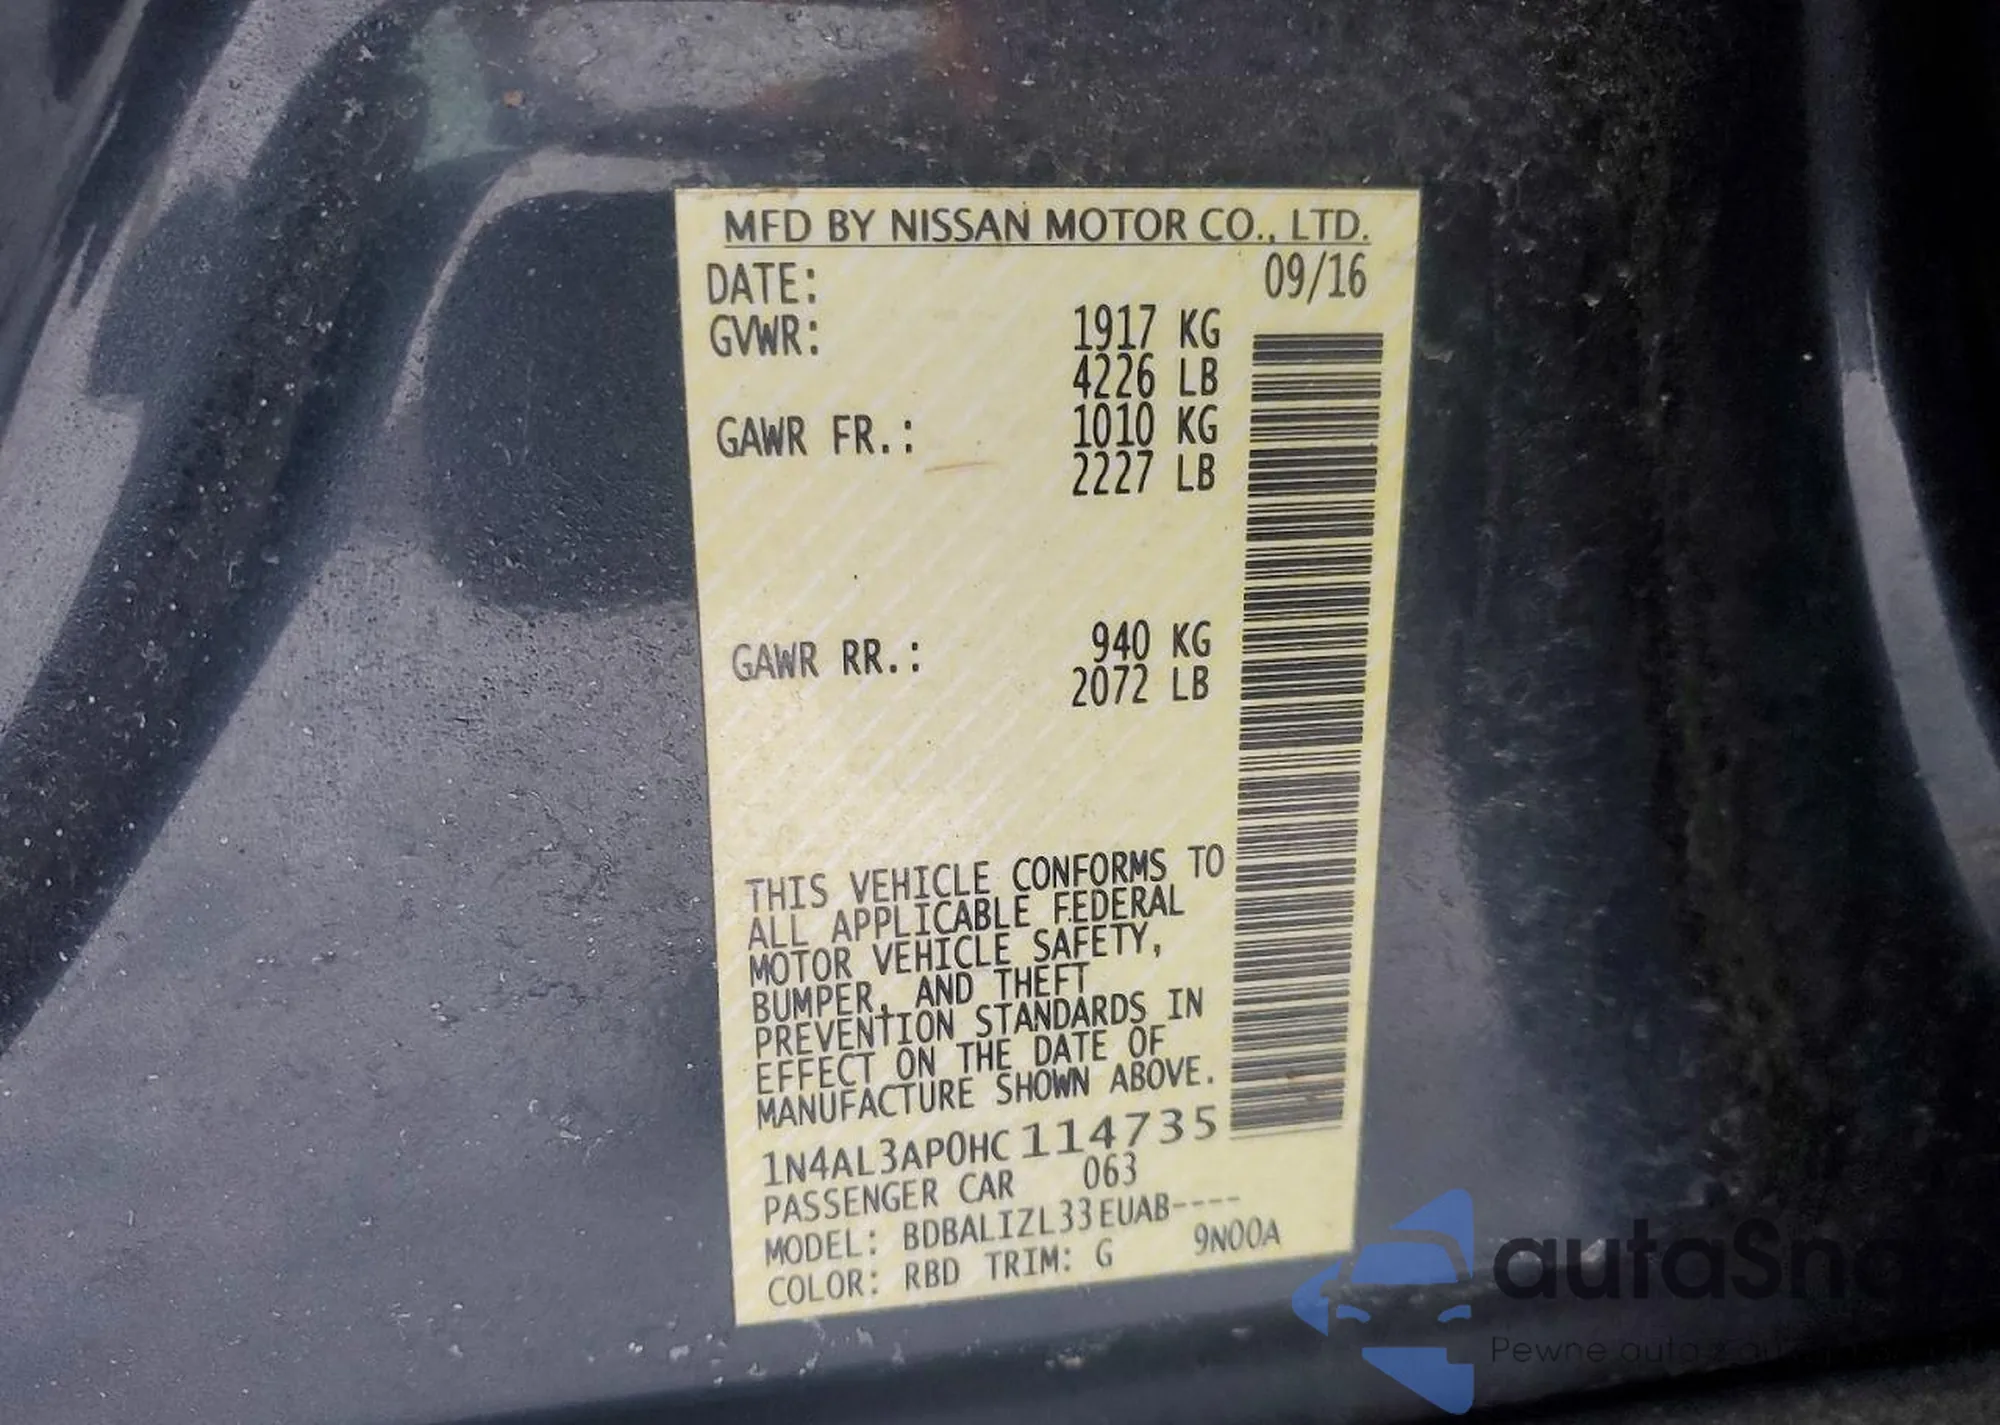 MFD BY NISSAN MOTOR CO., LTD.
DATE: 09/16
GVWR: 1917 KG
4226 LB
GAWR FR.: 1010 KG
2227 LB
GAWR RR.: 940 KG
2072 LB
THIS VEHICLE CONFORMS TO
ALL APPLICABLE FEDERAL
MOTOR VEHICLE SAFETY,
BUMPER, AND THEFT
PREVENTION STANDARDS IN
EFFECT ON THE DATE OF
MANUFACTURE SHOWN ABOVE.
1N4AL3AP0HC114735
PASSENGER CAR 063
MODEL: BDBALIZL33EUAB----
COLOR: RBD TRIM: G 9N00A
autaSna
Pewne auta z